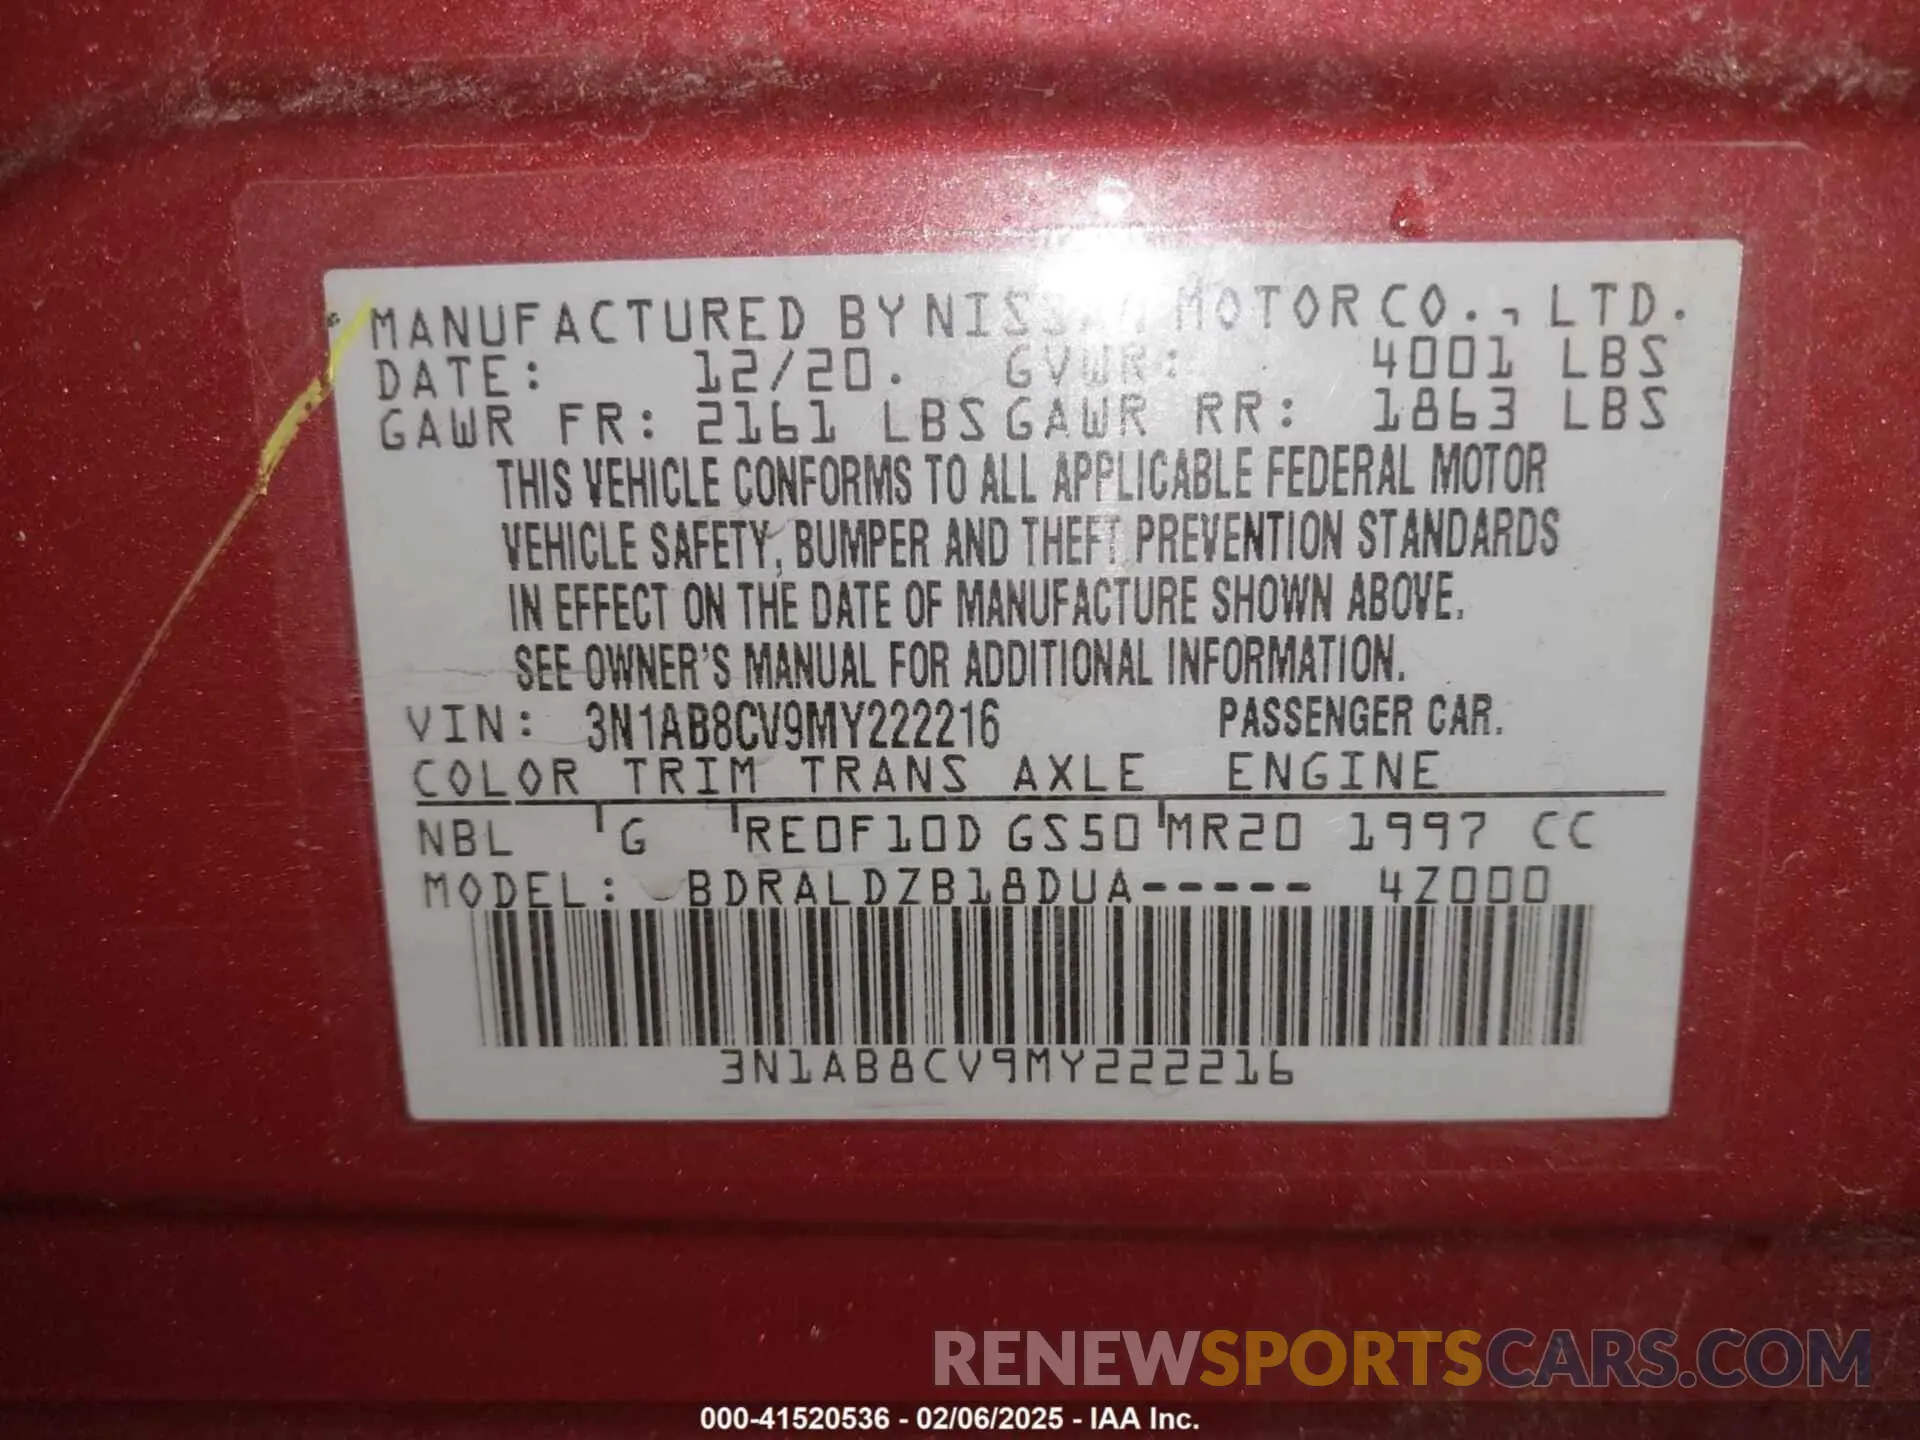 MANUFACTURED BY NISSAN MOTOR CO., LTD.
DATE: 12/20. GVWR: 4001 LBS
GAWR FR: 2161 LBS GAWR RR: 1863 LBS
THIS VEHICLE CONFORMS TO ALL APPLICABLE FEDERAL MOTOR
VEHICLE SAFETY, BUMPER AND THEFT PREVENTION STANDARDS
IN EFFECT ON THE DATE OF MANUFACTURE SHOWN ABOVE.
SEE OWNER'S MANUAL FOR ADDITIONAL INFORMATION.
VIN: 3N1AB8CV9MY222216 PASSENGER CAR.
COLOR TRIM TRANS AXLE ENGINE
NBL G RE0F10D GS50 MR20 1997 CC
MODEL: BDRALDZB18DUA----- 4Z000
3N1AB8CV9MY222216
RENEWSPORTSCARS.COM
000-41520536 - 02/06/2025 - IAA Inc.